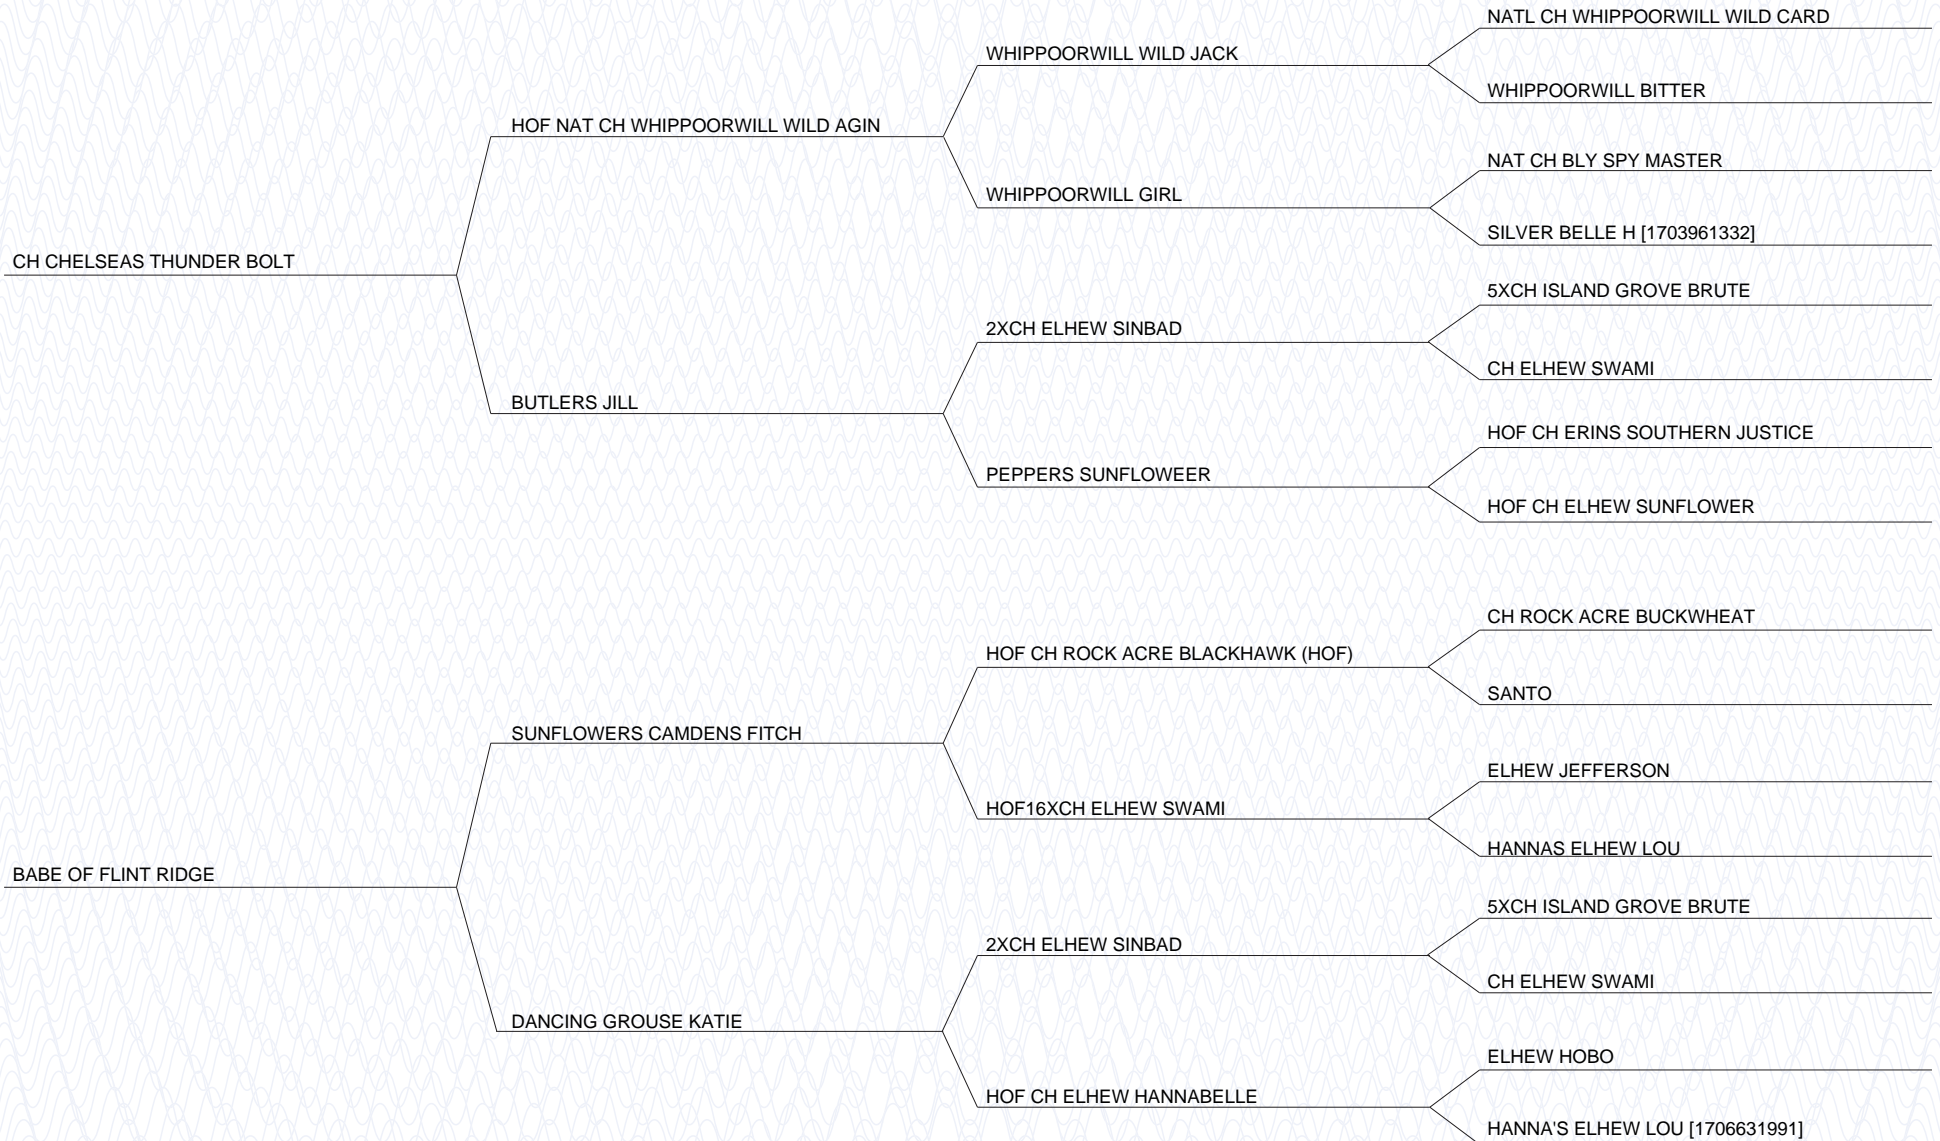 NATL CH WHIPPOORWILL WILD CARD
WHIPPOORWILL WILD JACK
WHIPPOORWILL BITTER
HOF NAT CH WHIPPOORWILL WILD AGIN
NAT CH BLY SPY MASTER
WHIPPOORWILL GIRL
SILVER BELLE H [1703961332]
CH CHELSEAS THUNDER BOLT
5XCH ISLAND GROVE BRUTE
2XCH ELHEW SINBAD
CH ELHEW SWAMI
BUTLERS JILL
HOF CH ERINS SOUTHERN JUSTICE
PEPPERS SUNFLOWEER
HOF CH ELHEW SUNFLOWER
CH ROCK ACRE BUCKWHEAT
HOF CH ROCK ACRE BLACKHAWK (HOF)
SANTO
SUNFLOWERS CAMDENS FITCH
ELHEW JEFFERSON
HOF16XCH ELHEW SWAMI
HANNAS ELHEW LOU
BABE OF FLINT RIDGE
5XCH ISLAND GROVE BRUTE
2XCH ELHEW SINBAD
CH ELHEW SWAMI
DANCING GROUSE KATIE
ELHEW HOBO
HOF CH ELHEW HANNABELLE
HANNA'S ELHEW LOU [1706631991]